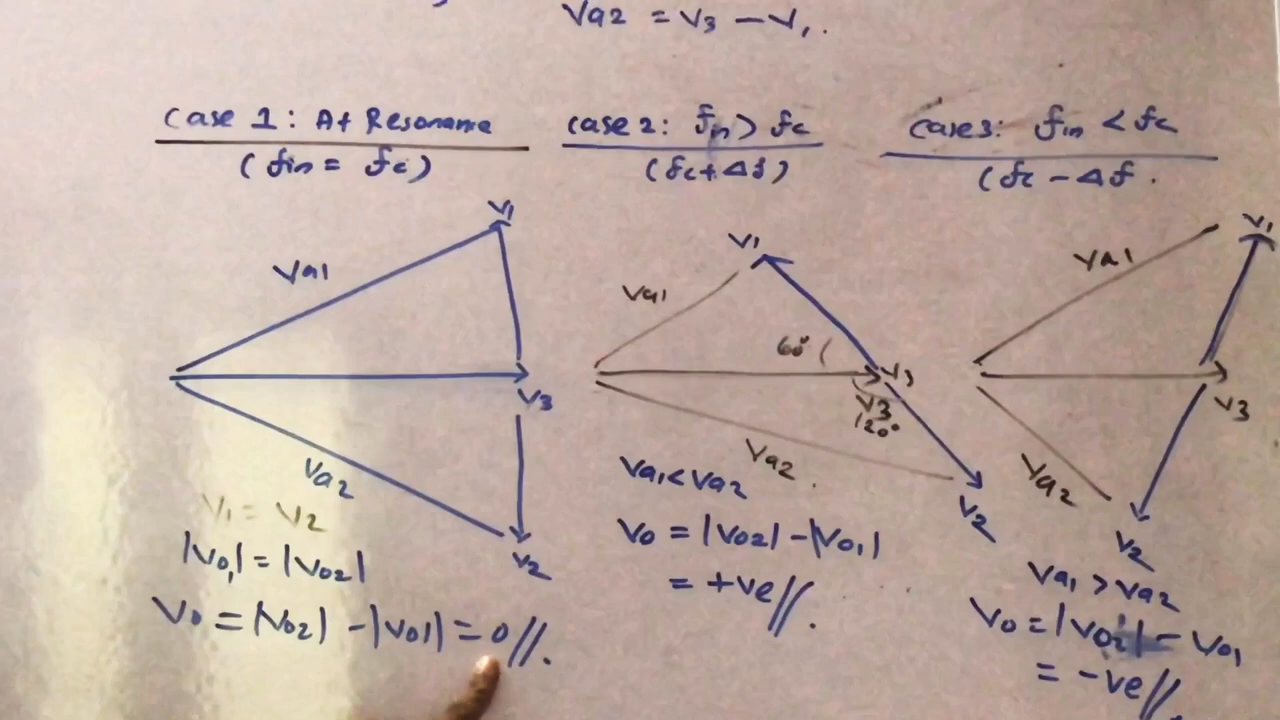 Va2 = V3 - V1.
Case 1: At Resonance
(fin = fc)
V1
Va1
V3
Va2
V2
V1 = V2
|V01| = |V02|
V0 = |V02| - |V01| = 0//.
Case 2: fin > fc
(fc + Δf)
V1
Va1
60°
V3
V3
120°
Va2
V2
Va1 < Va2
V0 = |V02| - |V01|
= +ve//.
Case 3: fin < fc
(fc - Δf.
V1
Va1
V3
Va2
V2
Va1 > Va2
V0 = |V02| - V01
= -ve//.